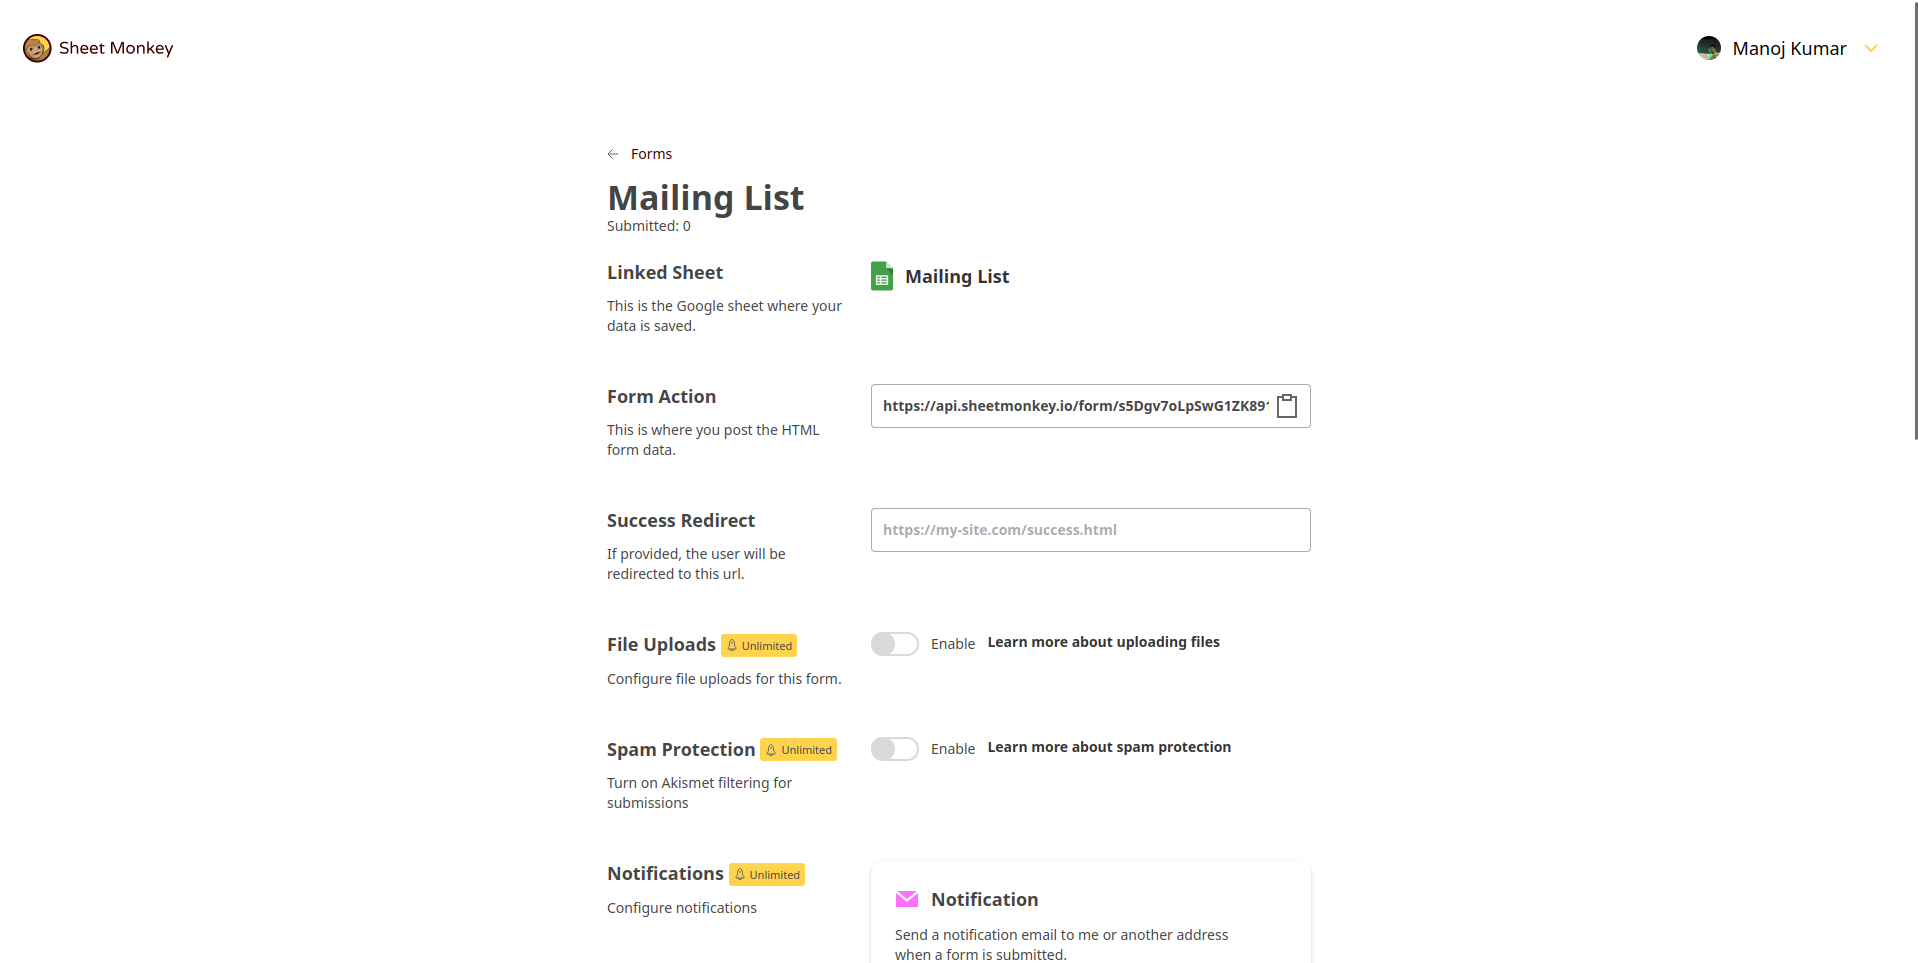 Sheet Monkey
Manoj Kumar
← Forms
Mailing List
Submitted: 0
Linked Sheet
This is the Google sheet where your
data is saved.
Mailing List
Form Action
This is where you post the HTML
form data.
https://api.sheetmonkey.io/form/s5Dgv7oLpSwG1ZK891
Success Redirect
If provided, the user will be
redirected to this url.
https://my-site.com/success.html
File Uploads Unlimited
Configure file uploads for this form.
Enable Learn more about uploading files
Spam Protection Unlimited
Turn on Akismet filtering for
submissions
Enable Learn more about spam protection
Notifications Unlimited
Configure notifications
Notification
Send a notification email to me or another address
when a form is submitted.